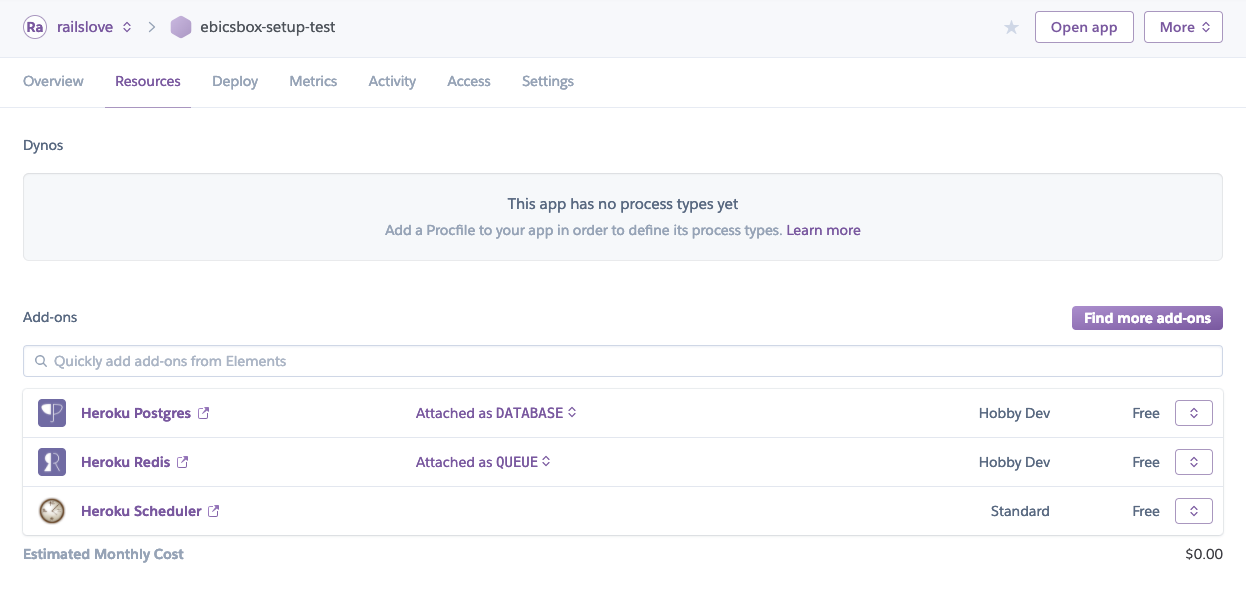 Ra railslove ebicsbox-setup-test Open app More
Overview Resources Deploy Metrics Activity Access Settings
Dynos
This app has no process types yet
Add a Procfile to your app in order to define its process types. Learn more
Add-ons Find more add-ons
Quickly add add-ons from Elements
Heroku Postgres Attached as DATABASE Hobby Dev Free
Heroku Redis Attached as QUEUE Hobby Dev Free
Heroku Scheduler Standard Free
Estimated Monthly Cost $0.00